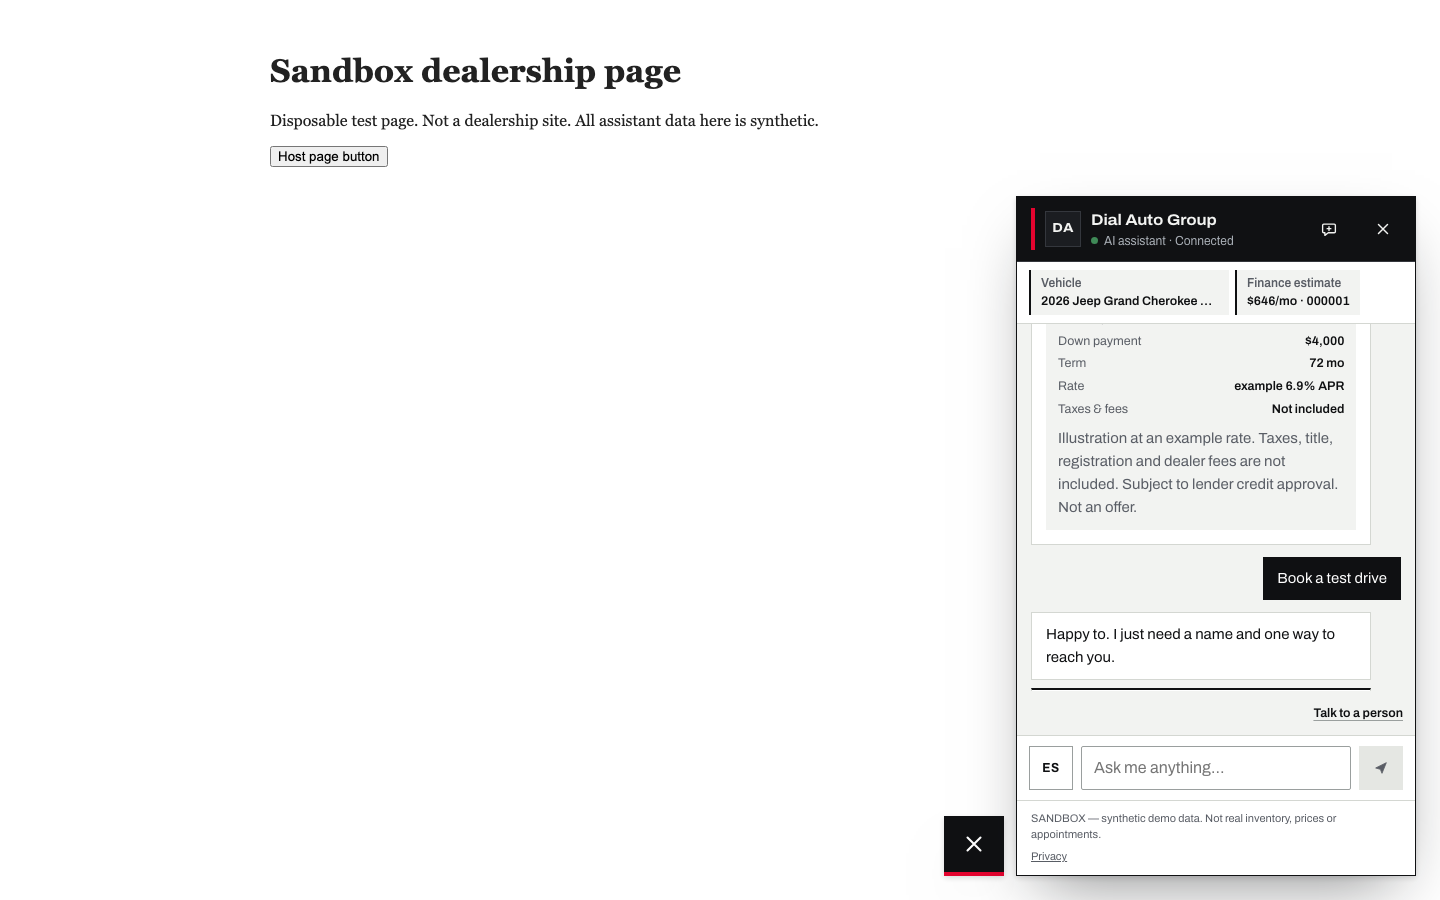 Sandbox dealership page
Disposable test page. Not a dealership site. All assistant data here is synthetic.
Host page button
DA
Dial Auto Group
AI assistant · Connected
Vehicle
2026 Jeep Grand Cherokee ...
Finance estimate
$646/mo · 000001
Down payment $4,000
Term 72 mo
Rate example 6.9% APR
Taxes & fees Not included
Illustration at an example rate. Taxes, title,
registration and dealer fees are not
included. Subject to lender credit approval.
Not an offer.
Book a test drive
Happy to. I just need a name and one way to
reach you.
Talk to a person
ES
Ask me anything...
SANDBOX — synthetic demo data. Not real inventory, prices or
appointments.
Privacy